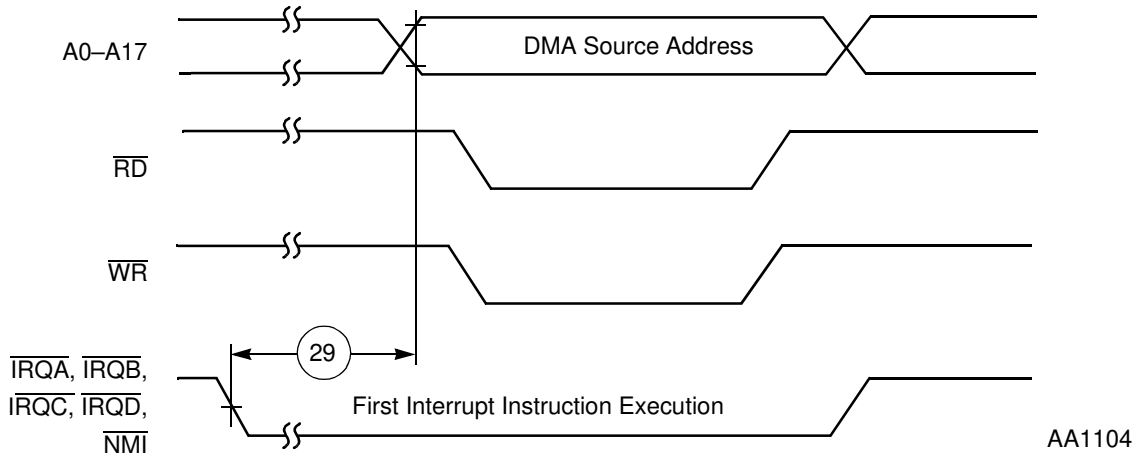 A0–A17
DMA Source Address
RD
WR
29
IRQA, IRQB,
IRQC, IRQD,
NMI
First Interrupt Instruction Execution
AA1104